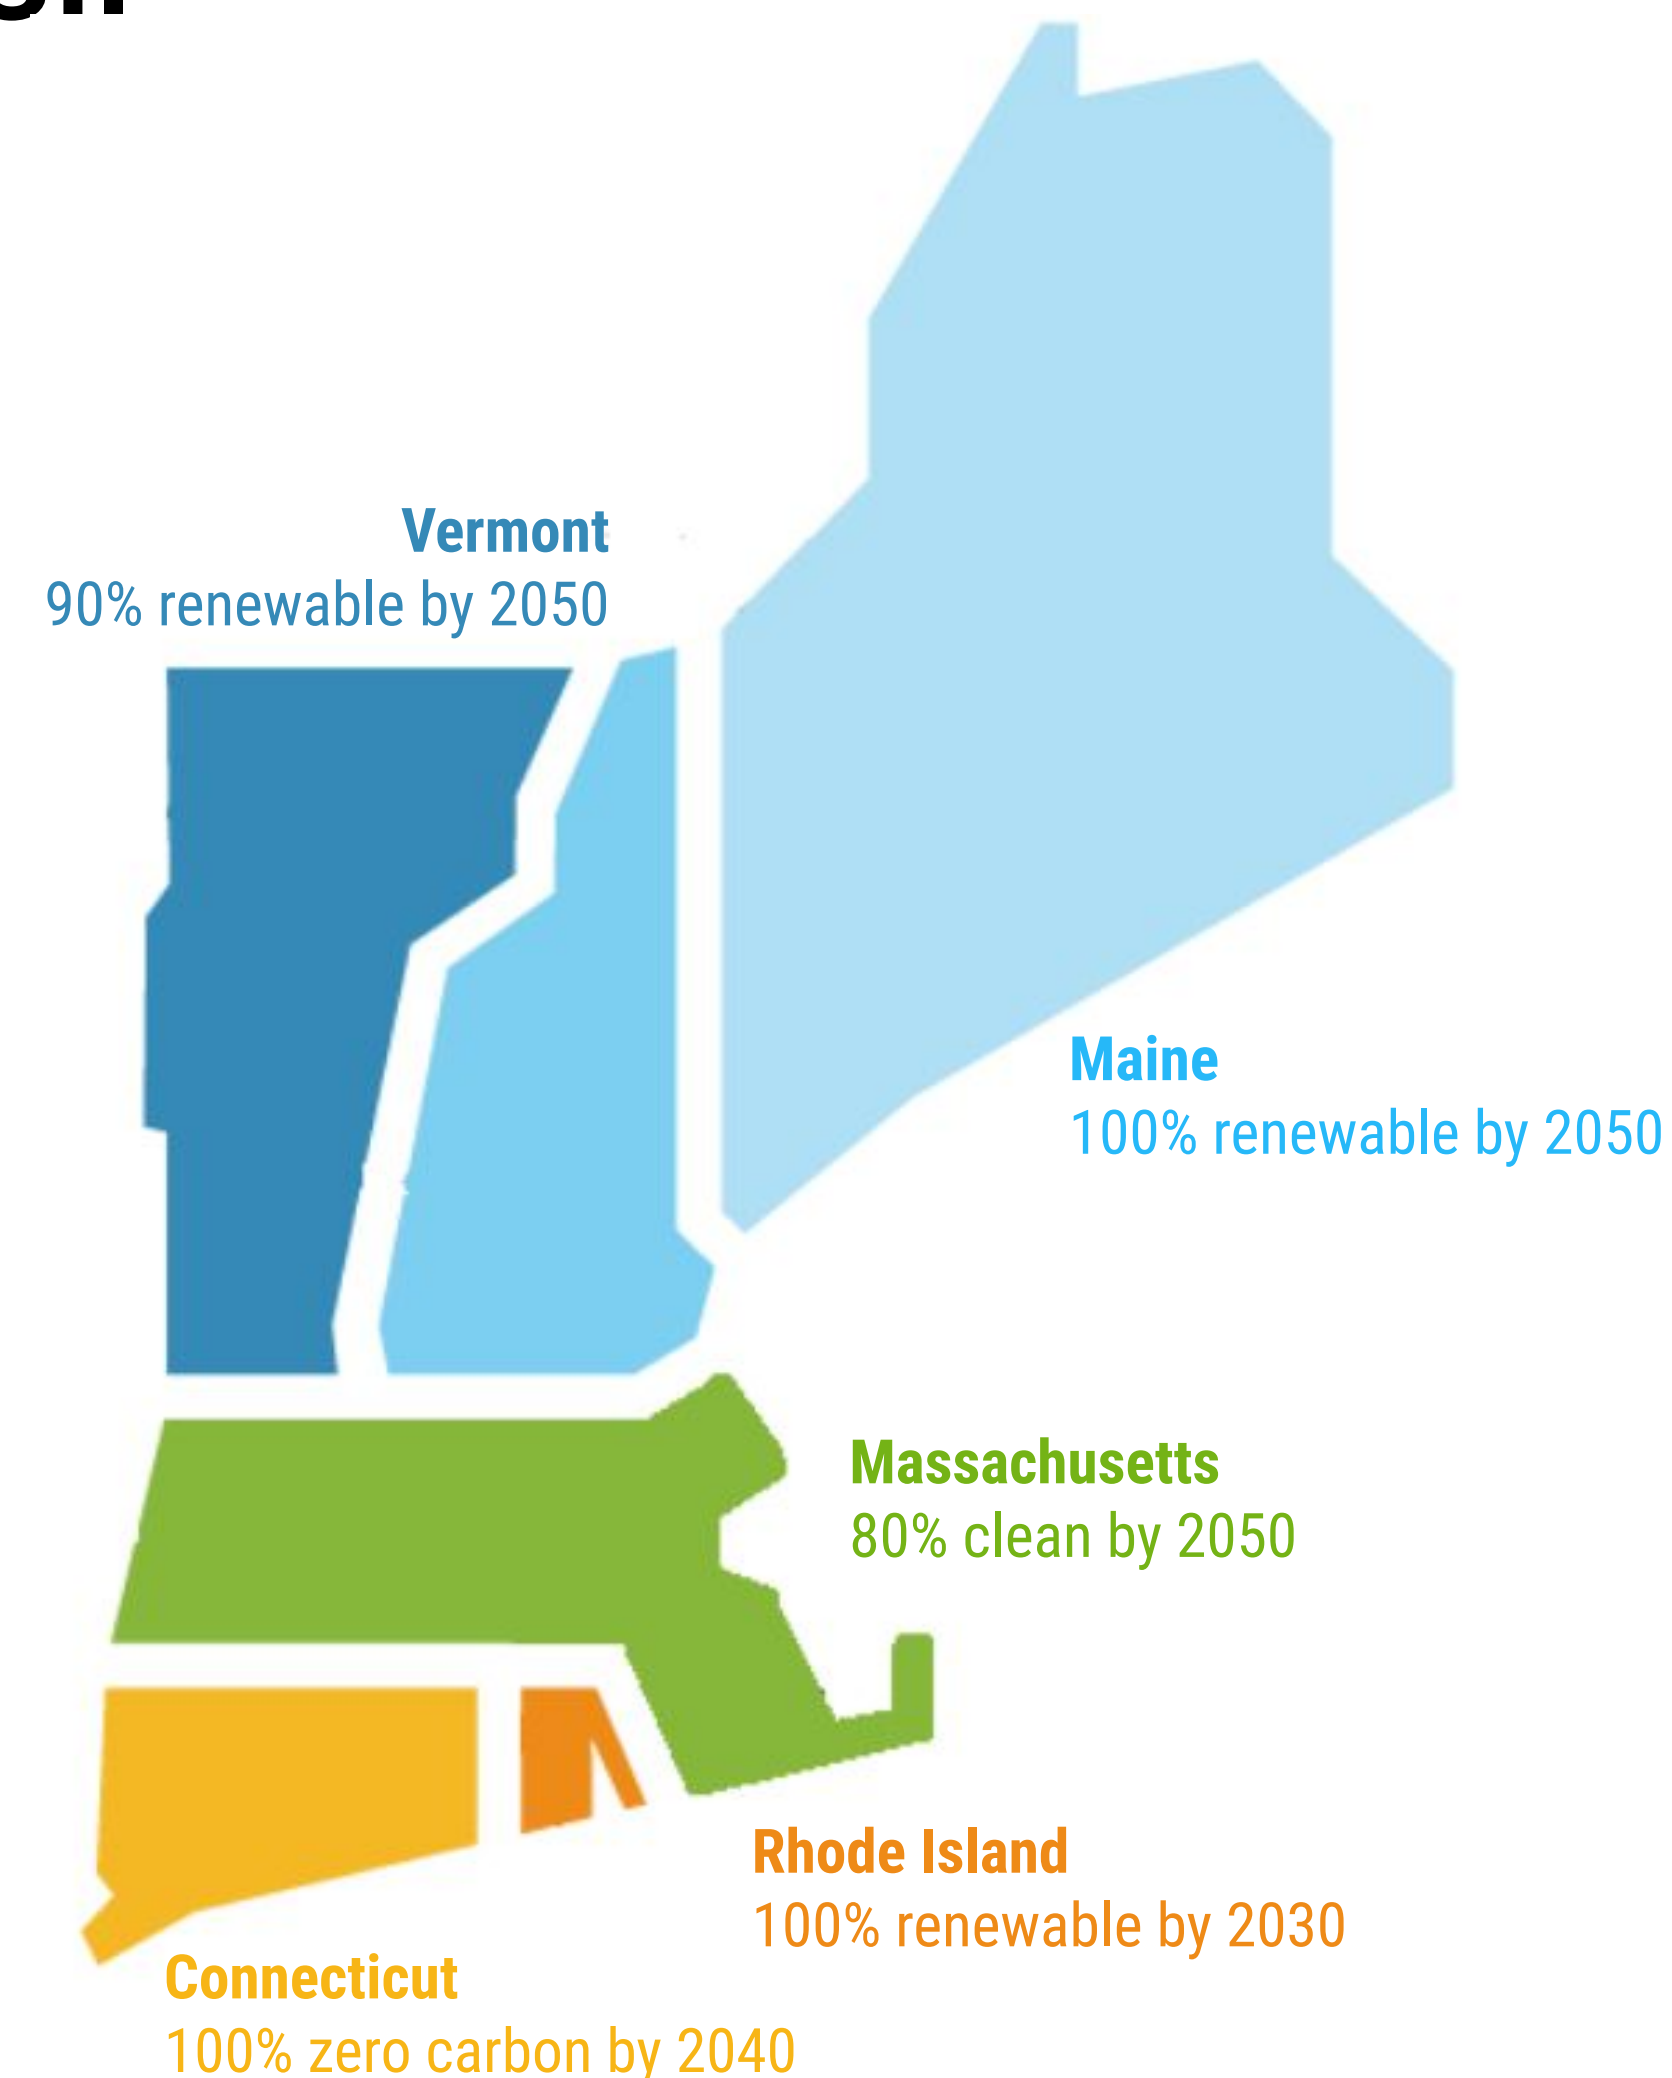 Vermont
90% renewable by 2050
Maine
100% renewable by 2050
Massachusetts
80% clean by 2050
Rhode Island
100% renewable by 2030
Connecticut
100% zero carbon by 2040